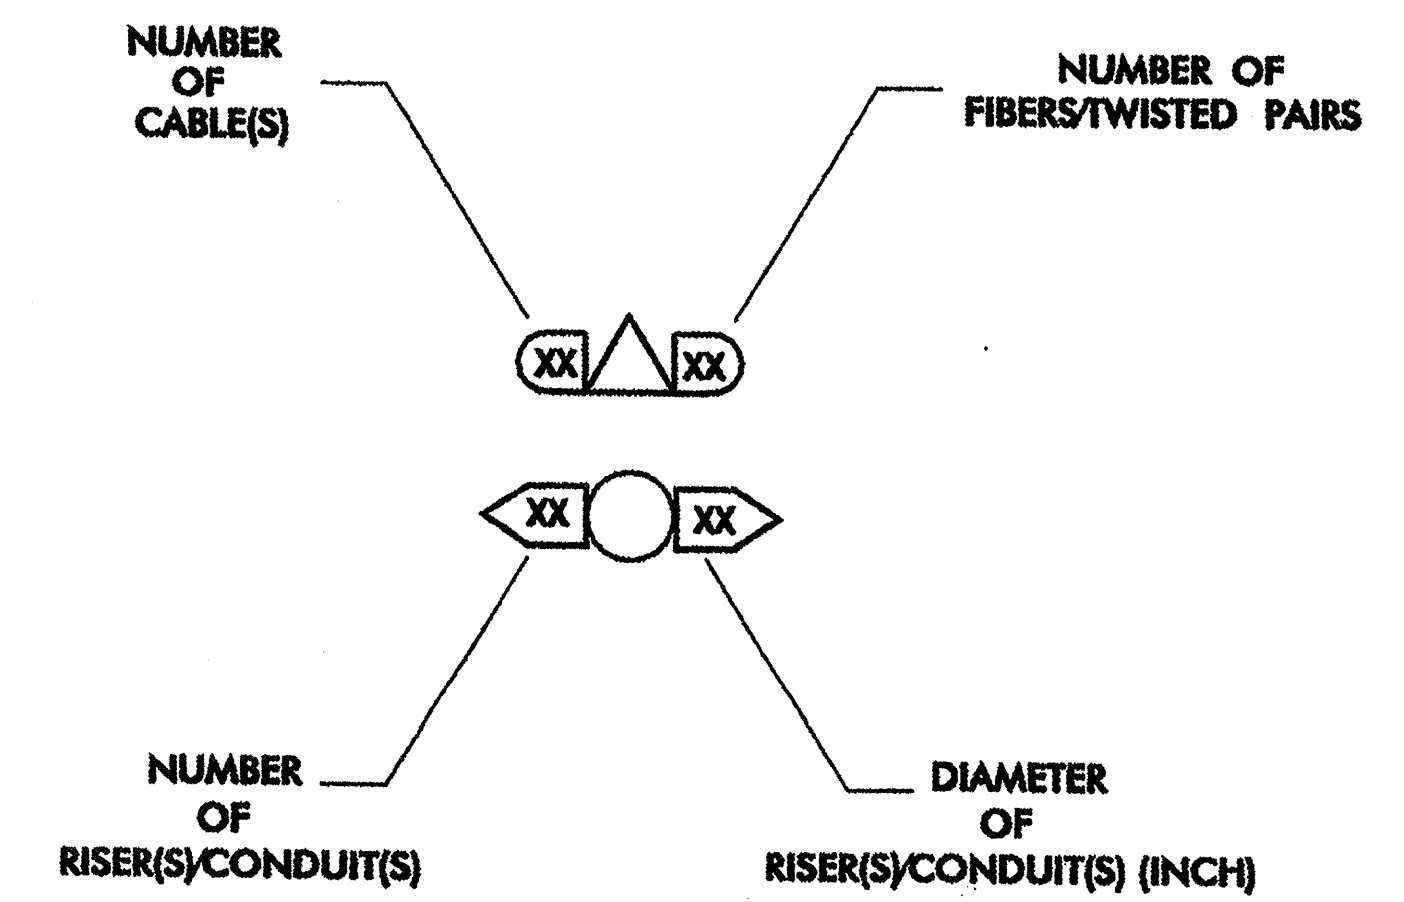 NUMBER
OF
CABLE(S)
NUMBER OF
FIBERS/TWISTED PAIRS
XX
XX
XX
XX
NUMBER
OF
RISER(S)/CONDUIT(S)
DIAMETER
OF
RISER(S)/CONDUIT(S) (INCH)